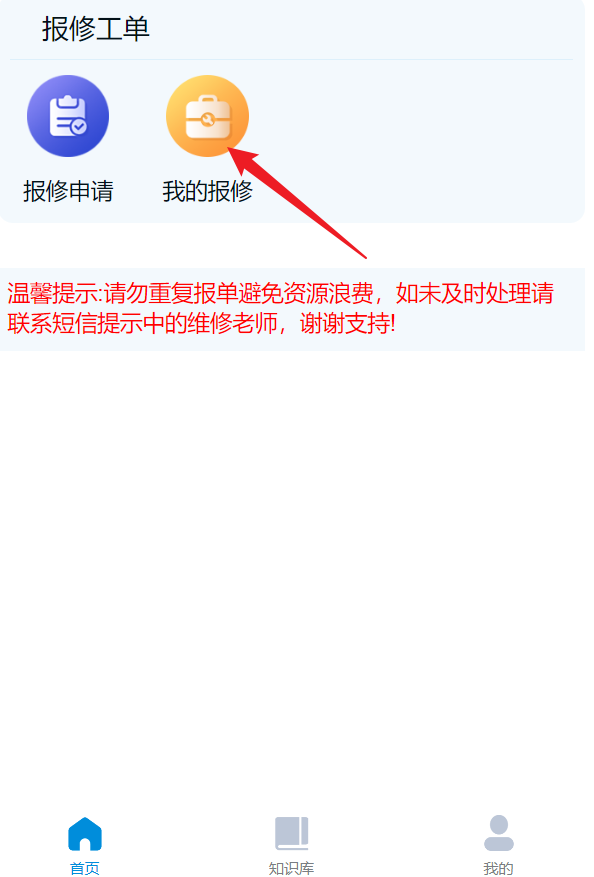 报修工单
报修申请
我的报修
温馨提示:请勿重复报单避免资源浪费，如未及时处理请
联系短信提示中的维修老师，谢谢支持!
首页
知识库
我的